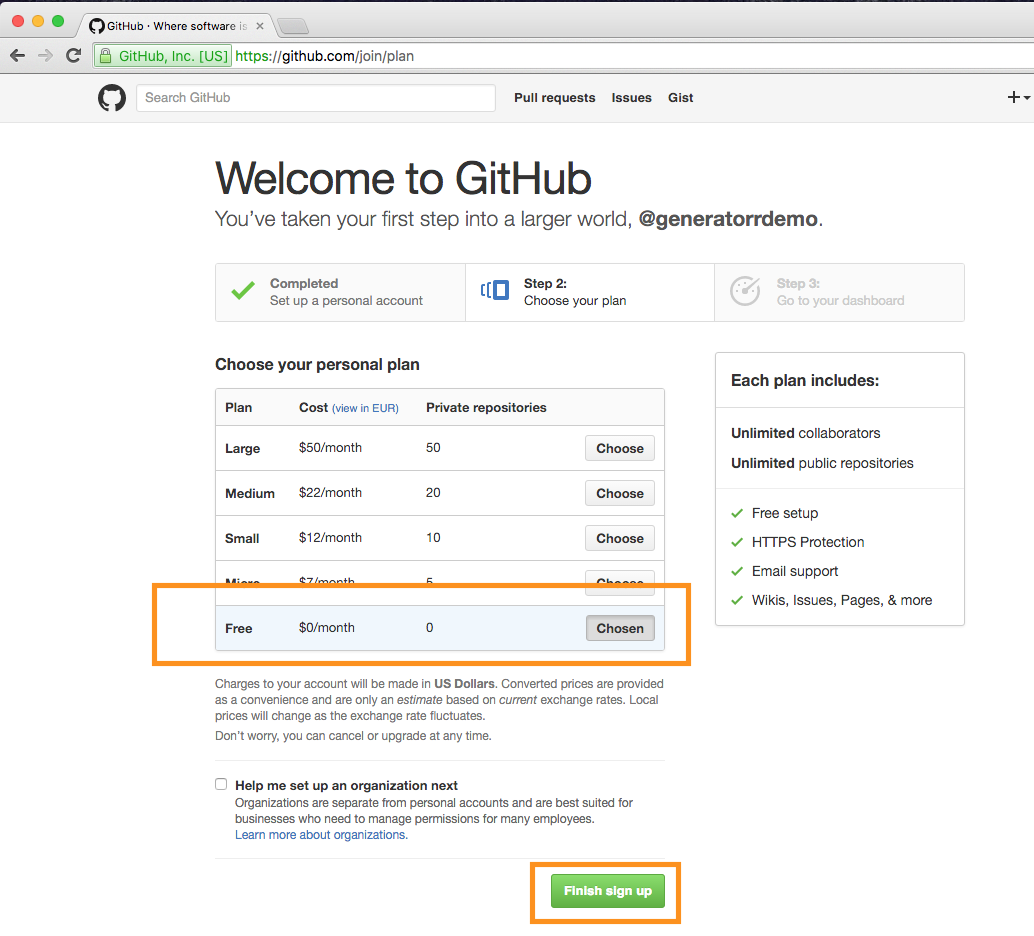 GitHub · Where software is
GitHub, Inc. [US] https://github.com/join/plan
Search GitHub Pull requests Issues Gist
Welcome to GitHub
You've taken your first step into a larger world, @generatorrdemo.
Completed
Set up a personal account
Step 2:
Choose your plan
Step 3:
Go to your dashboard
Choose your personal plan
Plan Cost (view in EUR) Private repositories
Large $50/month 50 Choose
Medium $22/month 20 Choose
Small $12/month 10 Choose
Micro $7/month 5 Choose
Free $0/month 0 Chosen
Charges to your account will be made in US Dollars. Converted prices are provided
as a convenience and are only an estimate based on current exchange rates. Local
prices will change as the exchange rate fluctuates.
Don't worry, you can cancel or upgrade at any time.
Help me set up an organization next
Organizations are separate from personal accounts and are best suited for
businesses who need to manage permissions for many employees.
Learn more about organizations.
Finish sign up
Each plan includes:
Unlimited collaborators
Unlimited public repositories
Free setup
HTTPS Protection
Email support
Wikis, Issues, Pages, & more